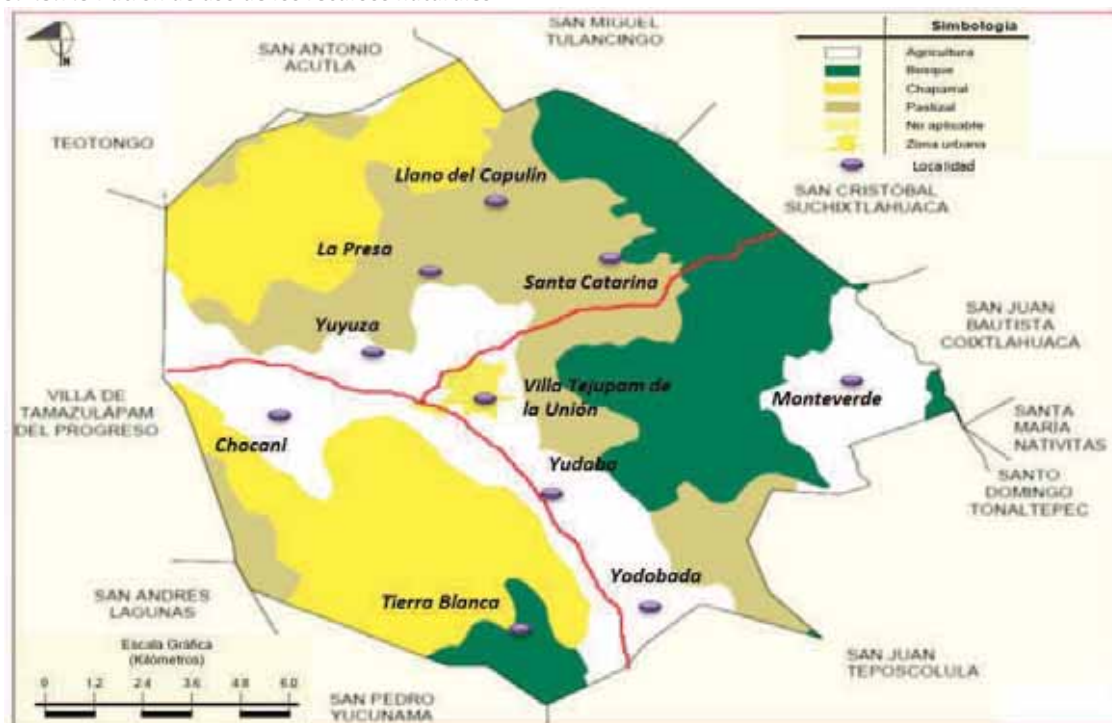 SAN MIGUEL
TULANCINGO
SAN ANTONIO
ACUTLA
N
Simbología
Agricultura
Bosque
Chaparral
Pastizal
No aplicable
Zona urbana
Localidad
TEOTONGO
Llano del Capulín
SAN CRISTÓBAL
SUCHIXTLAHUACA
La Presa
Santa Catarina
Yuyuza
SAN JUAN
BAUTISTA
COIXTLAHUACA
VILLA DE
TAMAZULÁPAM
DEL PROGRESO
Villa Tejupam de
la Unión
Monteverde
Chocani
SANTA
MARÍA
NATIVITAS
Yudaba
SANTO
DOMINGO
TONALTEPEC
Yodobada
SAN ANDRÉS
LAGUNAS
Tierra Blanca
Escala Gráfica
(Kilómetros)
0 1.2 2.4 3.6 4.8 6.0
SAN JUAN
TEPOSCOLULA
SAN PEDRO
YUCUNAMA